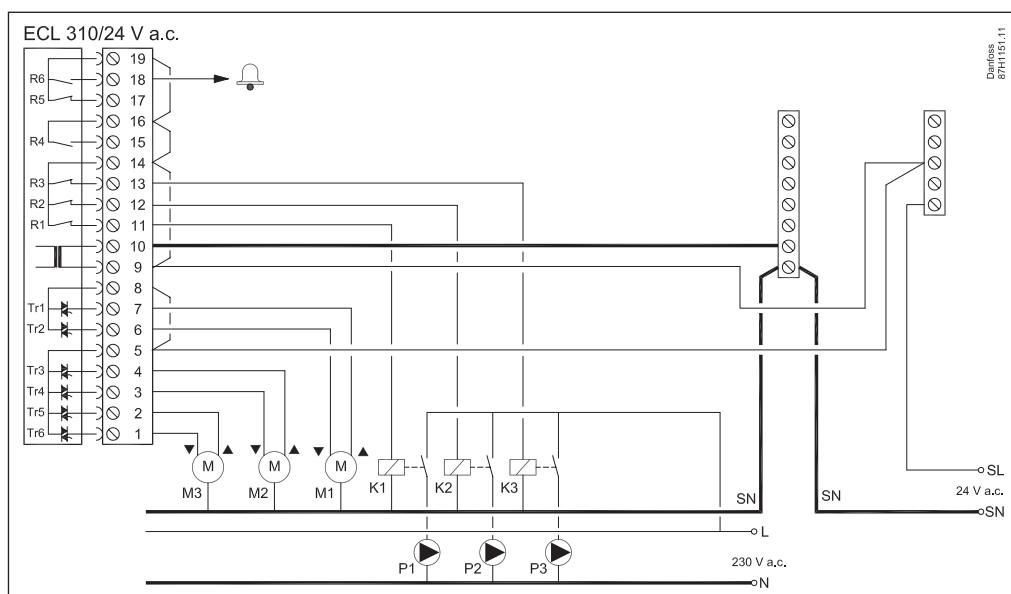 ECL 310/24 V a.c.
Danfoss
87H1151.11
19
R6 18
R5 17
16
R4 15
14
R3 13
R2 12
R1 11
10
9
8
Tr1 7
Tr2 6
5
Tr3 4
Tr4 3
Tr5 2
Tr6 1
M M M
M3 M2 M1 K1 K2 K3
SL
24 V a.c.
SN SN SN
L
P1 P2 P3
230 V a.c.
N